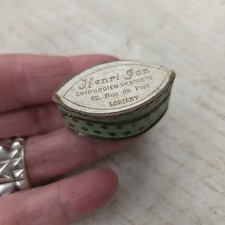 Henri Jan
CHIRURGIEN DENTISTE
62, Rue du Port
LORIENT